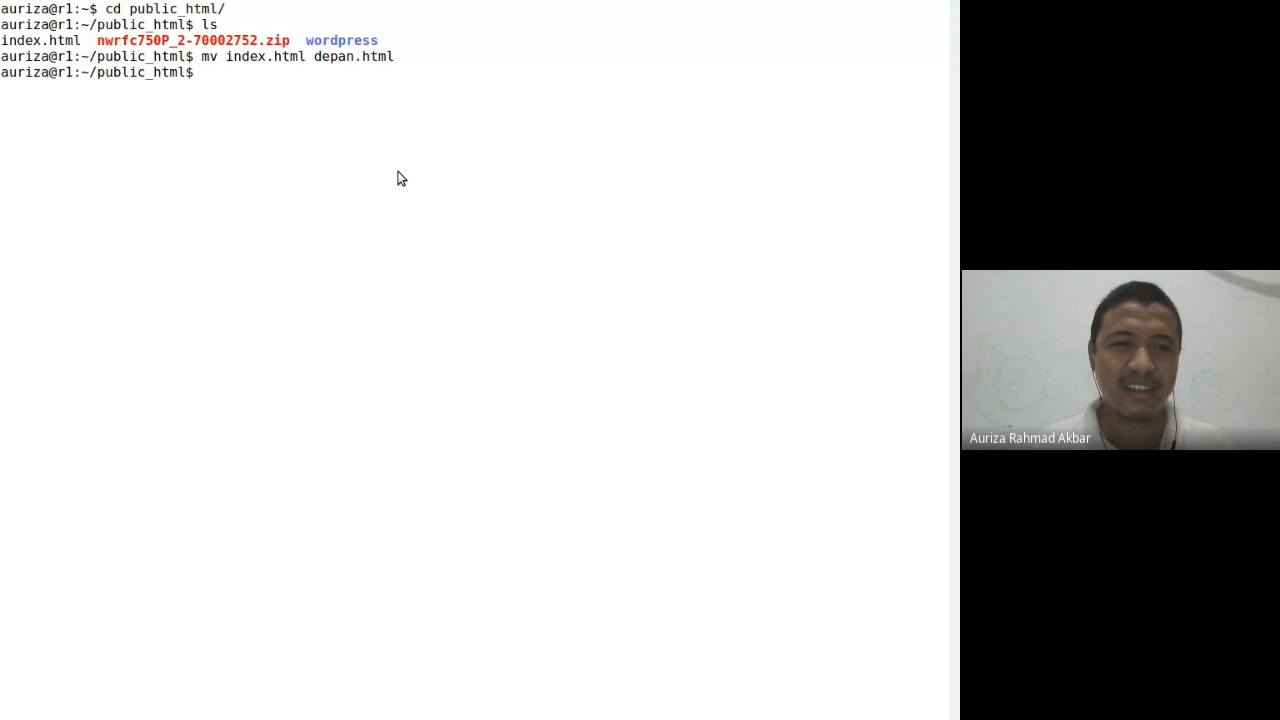 auriza@r1:~$ cd public_html/
auriza@r1:~/public_html$ ls
index.html  nwrfc750P_2-70002752.zip  wordpress
auriza@r1:~/public_html$ mv index.html depan.html
auriza@r1:~/public_html$
Auriza Rahmad Akbar